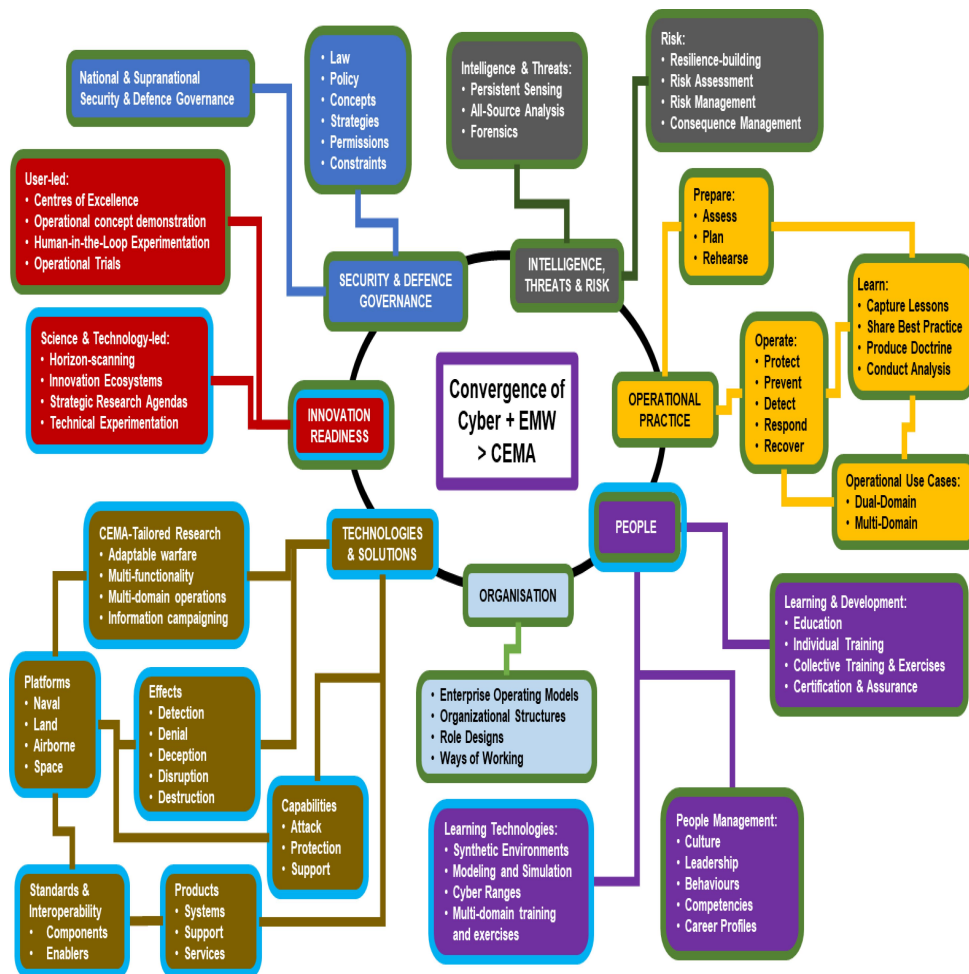 National & Supranational
Security & Defence Governance
• Law
• Policy
• Concepts
• Strategies
• Permissions
• Constraints
Intelligence & Threats:
• Persistent Sensing
• All-Source Analysis
• Forensics
Risk:
• Resilience-building
• Risk Assessment
• Risk Management
• Consequence Management
User-led:
• Centres of Excellence
• Operational concept demonstration
• Human-in-the-Loop Experimentation
• Operational Trials
Prepare:
• Assess
• Plan
• Rehearse
SECURITY & DEFENCE
GOVERNANCE
INTELLIGENCE,
THREATS & RISK
Learn:
• Capture Lessons
• Share Best Practice
• Produce Doctrine
• Conduct Analysis
Science & Technology-led:
• Horizon-scanning
• Innovation Ecosystems
• Strategic Research Agendas
• Technical Experimentation
INNOVATION
READINESS
Convergence of
Cyber + EMW
> CEMA
OPERATIONAL
PRACTICE
Operate:
• Protect
• Prevent
• Detect
• Respond
• Recover
Operational Use Cases:
• Dual-Domain
• Multi-Domain
CEMA-Tailored Research
• Adaptable warfare
• Multi-functionality
• Multi-domain operations
• Information campaigning
TECHNOLOGIES
& SOLUTIONS
PEOPLE
ORGANISATION
Learning & Development:
• Education
• Individual Training
• Collective Training & Exercises
• Certification & Assurance
Platforms
• Naval
• Land
• Airborne
• Space
Effects
• Detection
• Denial
• Deception
• Disruption
• Destruction
• Enterprise Operating Models
• Organizational Structures
• Role Designs
• Ways of Working
Capabilities
• Attack
• Protection
• Support
Learning Technologies:
• Synthetic Environments
• Modeling and Simulation
• Cyber Ranges
• Multi-domain training
and exercises
People Management:
• Culture
• Leadership
• Behaviours
• Competencies
• Career Profiles
Standards &
Interoperability
• Components
• Enablers
Products
• Systems
• Support
• Services